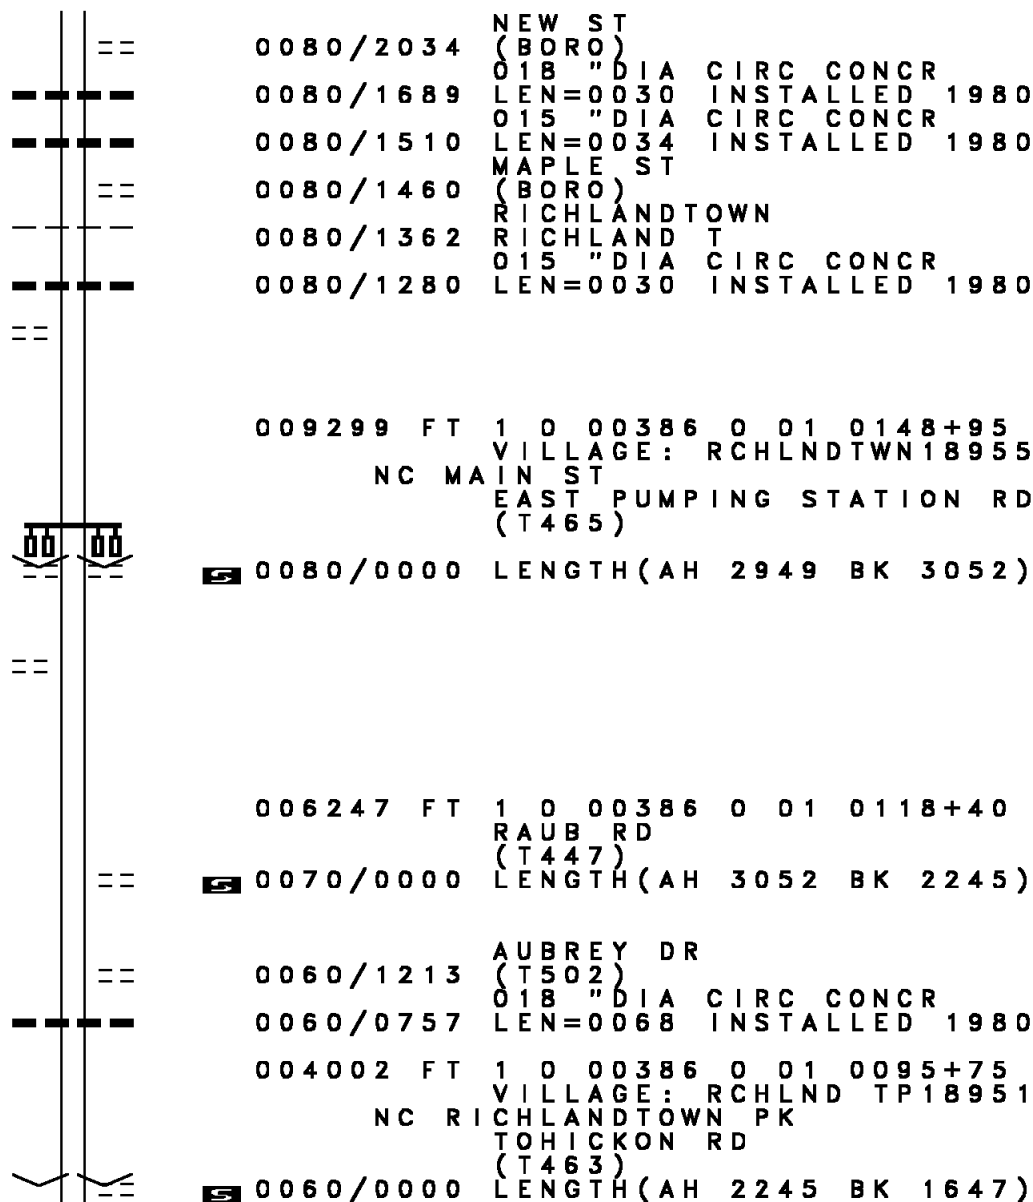 NEW ST
0080/2034 (BORO)
018 "DIA CIRC CONCR
0080/1689 LEN=0030 INSTALLED 1980
015 "DIA CIRC CONCR
0080/1510 LEN=0034 INSTALLED 1980
MAPLE ST
0080/1460 (BORO)
RICHLANDTOWN
0080/1362 RICHLAND T
015 "DIA CIRC CONCR
0080/1280 LEN=0030 INSTALLED 1980
009299 FT 1 0 00386 0 01 0148+95
VILLAGE: RCHLNDTWN18955
NC MAIN ST
EAST PUMPING STATION RD
(T465)
S 0080/0000 LENGTH(AH 2949 BK 3052)
006247 FT 1 0 00386 0 01 0118+40
RAUB RD
(T447)
S 0070/0000 LENGTH(AH 3052 BK 2245)
AUBREY DR
0060/1213 (T502)
018 "DIA CIRC CONCR
0060/0757 LEN=0068 INSTALLED 1980
004002 FT 1 0 00386 0 01 0095+75
VILLAGE: RCHLND TP18951
NC RICHLANDTOWN PK
TOHICKON RD
(T463)
S 0060/0000 LENGTH(AH 2245 BK 1647)